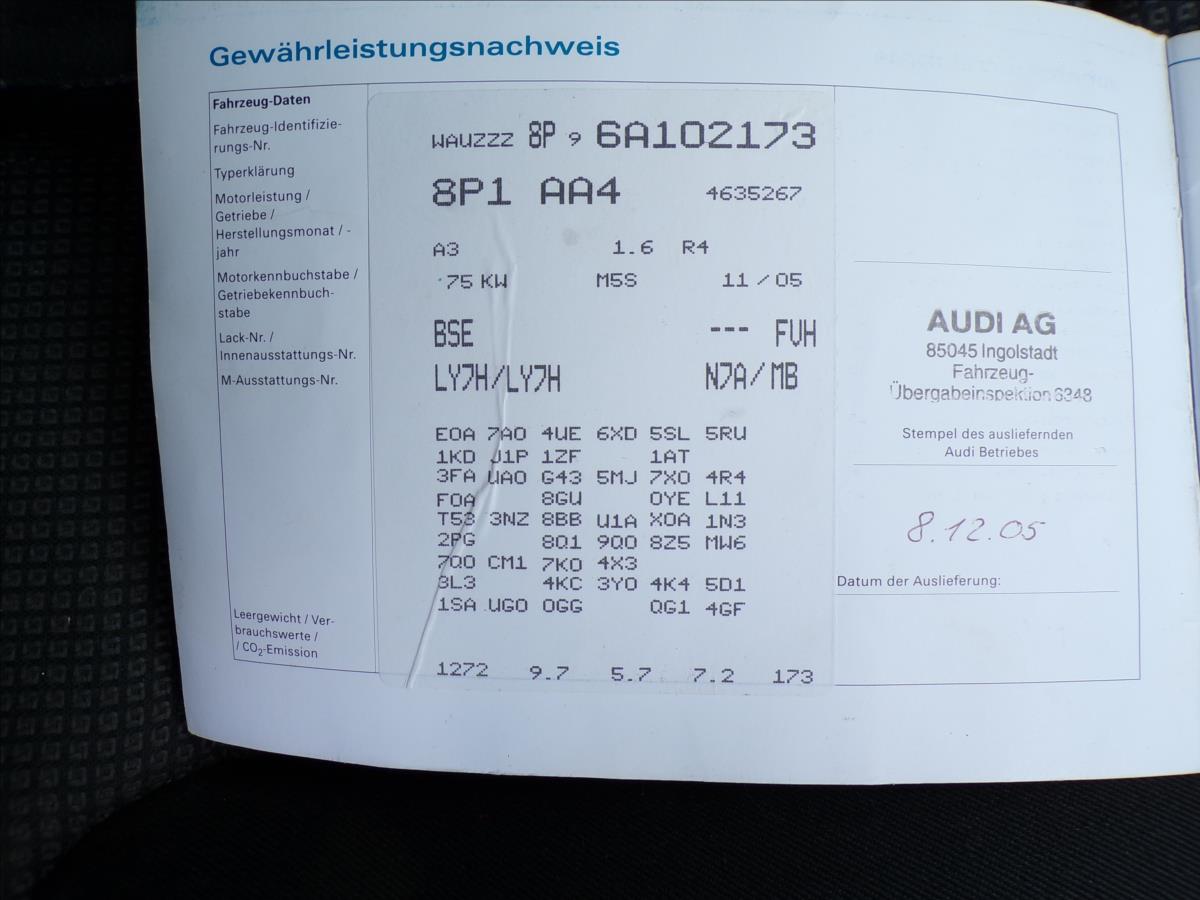 Gewährleistungsnachweis
Fahrzeug-Daten
Fahrzeug-Identifizie-
rungs-Nr.
Typerklärung
Motorleistung /
Getriebe /
Herstellungsmonat / -
jahr
Motorkennbuchstabe /
Getriebekennbuch-
stabe
Lack-Nr. /
Innenausstattungs-Nr.
M-Ausstattungs-Nr.
Leergewicht / Ver-
brauchswerte /
/ CO2-Emission
WAUZZZ 8P 9 6A102173
8P1 AA4 4635267
A3 1.6 R4
75 KW M5S 11 / 05
BSE --- FVH
LY7H/LY7H N7A/MB
E0A 7A0 4UE 6XD 5SL 5RU
1KD J1P 1ZF 1AT
3FA UA0 G43 5MJ 7X0 4R4
F0A 8GU 0YE L11
T53 3NZ 8BB U1A X0A 1N3
2PG 8Q1 9Q0 8Z5 MW6
7Q0 CM1 7K0 4X3
3L3 4KC 3Y0 4K4 5D1
1SA UG0 0GG QG1 4GF
1272 9.7 5.7 7.2 173
AUDI AG
85045 Ingolstadt
Fahrzeug-
Übergabeinspektion 6348
Stempel des ausliefernden
Audi Betriebes
8.12.05
Datum der Auslieferung: